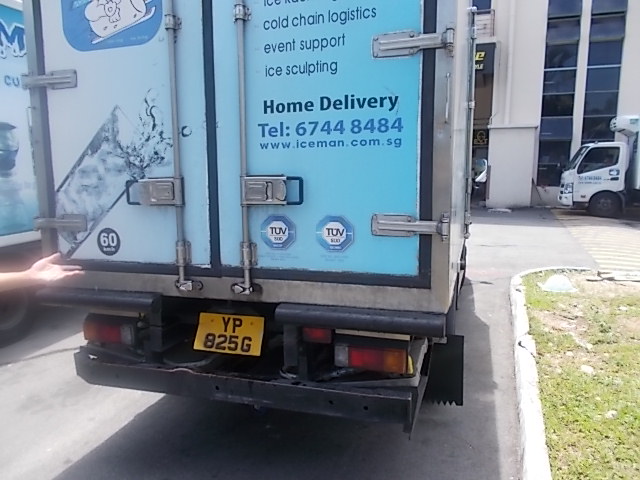 cold chain logistics
event support
ice sculpting
Home Delivery
Tel: 6744 8484
www.iceman.com.sg
TÜV
TÜV
60
YP
825G